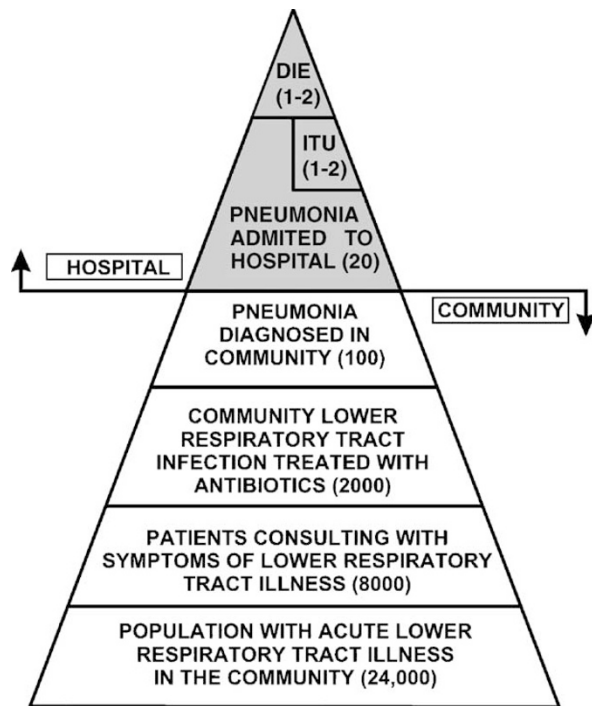 DIE
(1-2)
ITU
(1-2)
PNEUMONIA
ADMITED TO
HOSPITAL (20)
HOSPITAL
COMMUNITY
PNEUMONIA
DIAGNOSED IN
COMMUNITY (100)
COMMUNITY LOWER
RESPIRATORY TRACT
INFECTION TREATED WITH
ANTIBIOTICS (2000)
PATIENTS CONSULTING WITH
SYMPTOMS OF LOWER RESPIRATORY
TRACT ILLNESS (8000)
POPULATION WITH ACUTE LOWER
RESPIRATORY TRACT ILLNESS
IN THE COMMUNITY (24,000)